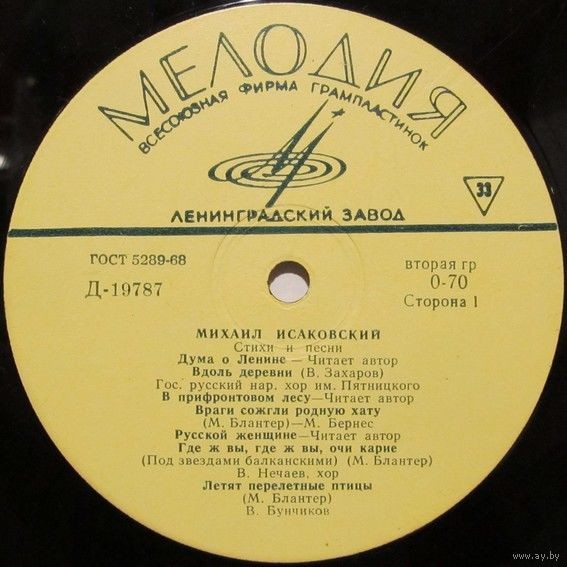 МЕЛОДИЯ
ВСЕСОЮЗНАЯ ФИРМА ГРАМПЛАСТИНОК
33
ЛЕНИНГРАДСКИЙ ЗАВОД
ГОСТ 5289-68
Д-19787
вторая гр
0-70
Сторона 1
МИХАИЛ ИСАКОВСКИЙ
Стихи и песни
Дума о Ленине — Читает автор
Вдоль деревни (В. Захаров)
Гос. русский нар. хор им. Пятницкого
В прифронтовом лесу—Читает автор
Враги сожгли родную хату
(М. Блантер)—М. Бернес
Русской женщине—Читает автор
Где ж вы, где ж вы, очи карие
(Под звездами балканскими) (М. Блантер)
В. Нечаев, хор
Летят перелетные птицы
(М. Блантер)
В. Бунчиков
www.ay.by